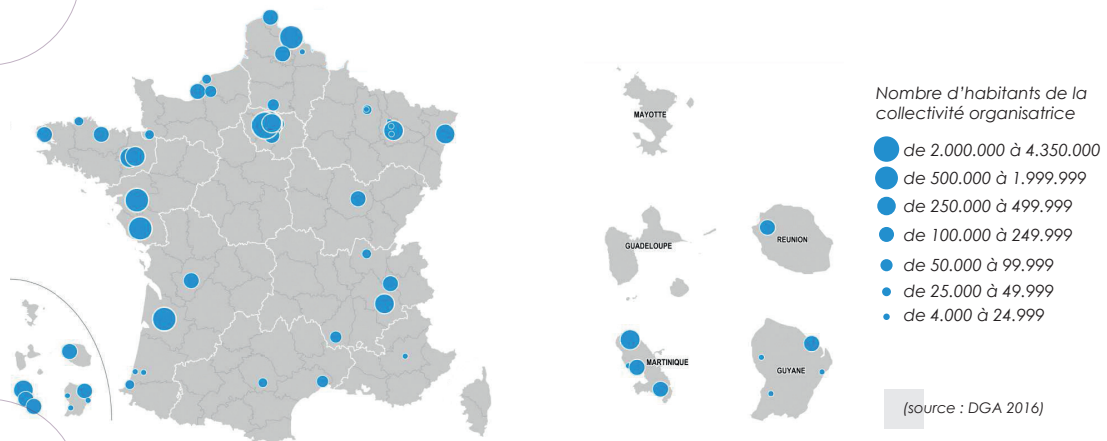 MAYOTTE
GUADELOUPE
REUNION
MARTINIQUE
GUYANE
Nombre d’habitants de la
collectivité organisatrice
de 2.000.000 à 4.350.000
de 500.000 à 1.999.999
de 250.000 à 499.999
de 100.000 à 249.999
de 50.000 à 99.999
de 25.000 à 49.999
de 4.000 à 24.999
(source : DGA 2016)